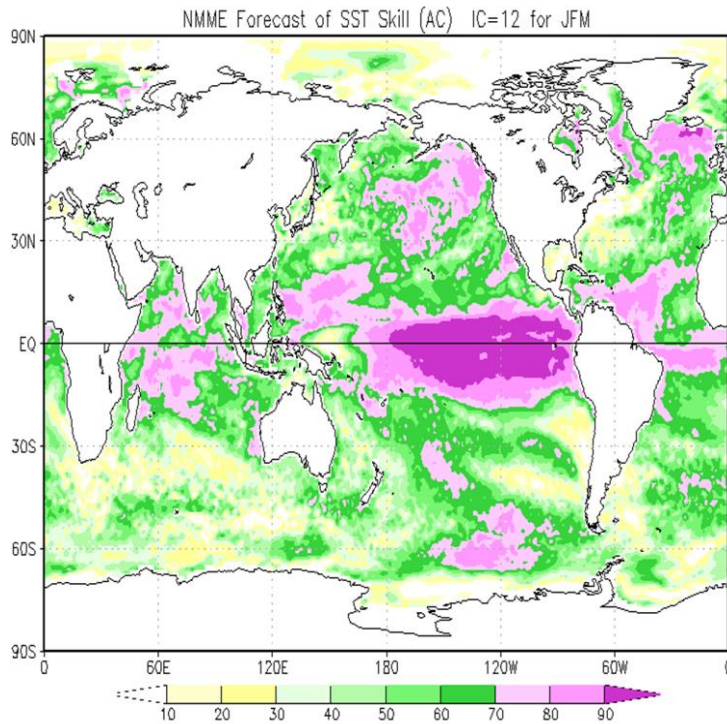 NMME Forecast of SST Skill (AC)  IC=12 for JFM
90N
60N
30N
EQ
30S
60S
90S
0 60E 120E 180 120W 60W 0
10 20 30 40 50 60 70 80 90